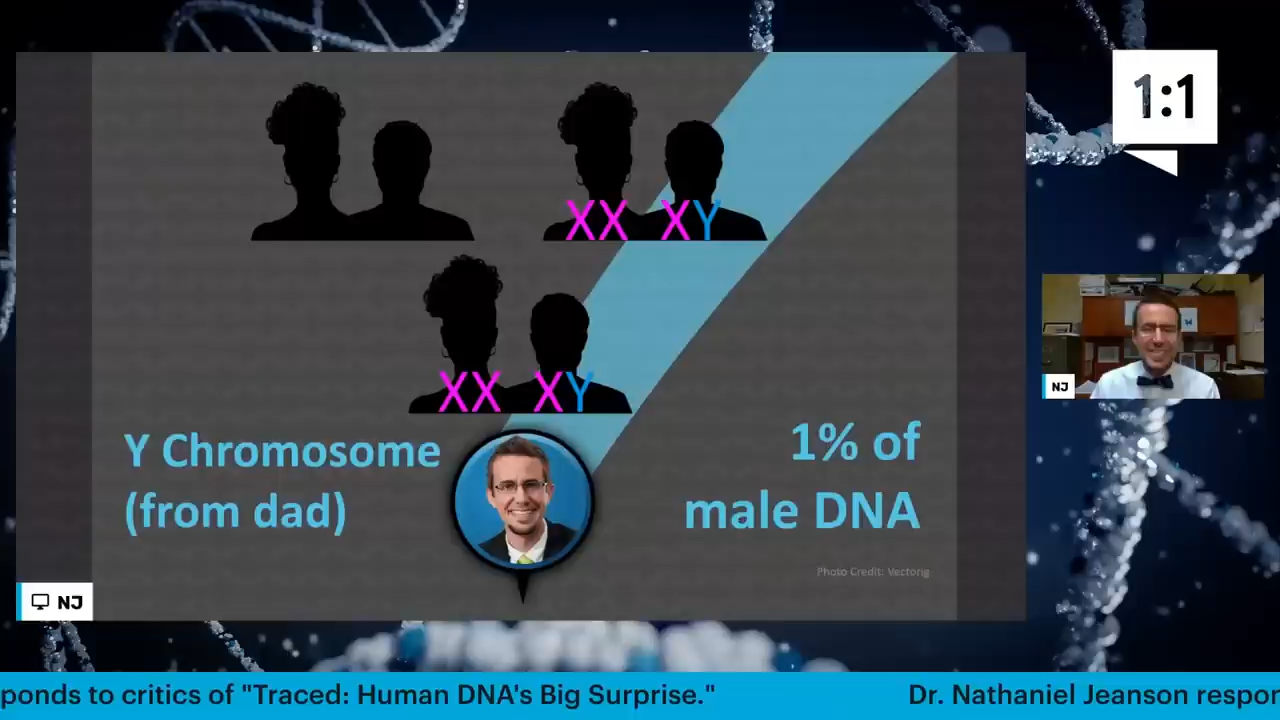 1:1
XX XY
XX XY
Y Chromosome
(from dad)
1% of
male DNA
Photo Credit: Vectorig
NJ
NJ
ponds to critics of "Traced: Human DNA's Big Surprise."
Dr. Nathaniel Jeanson respon